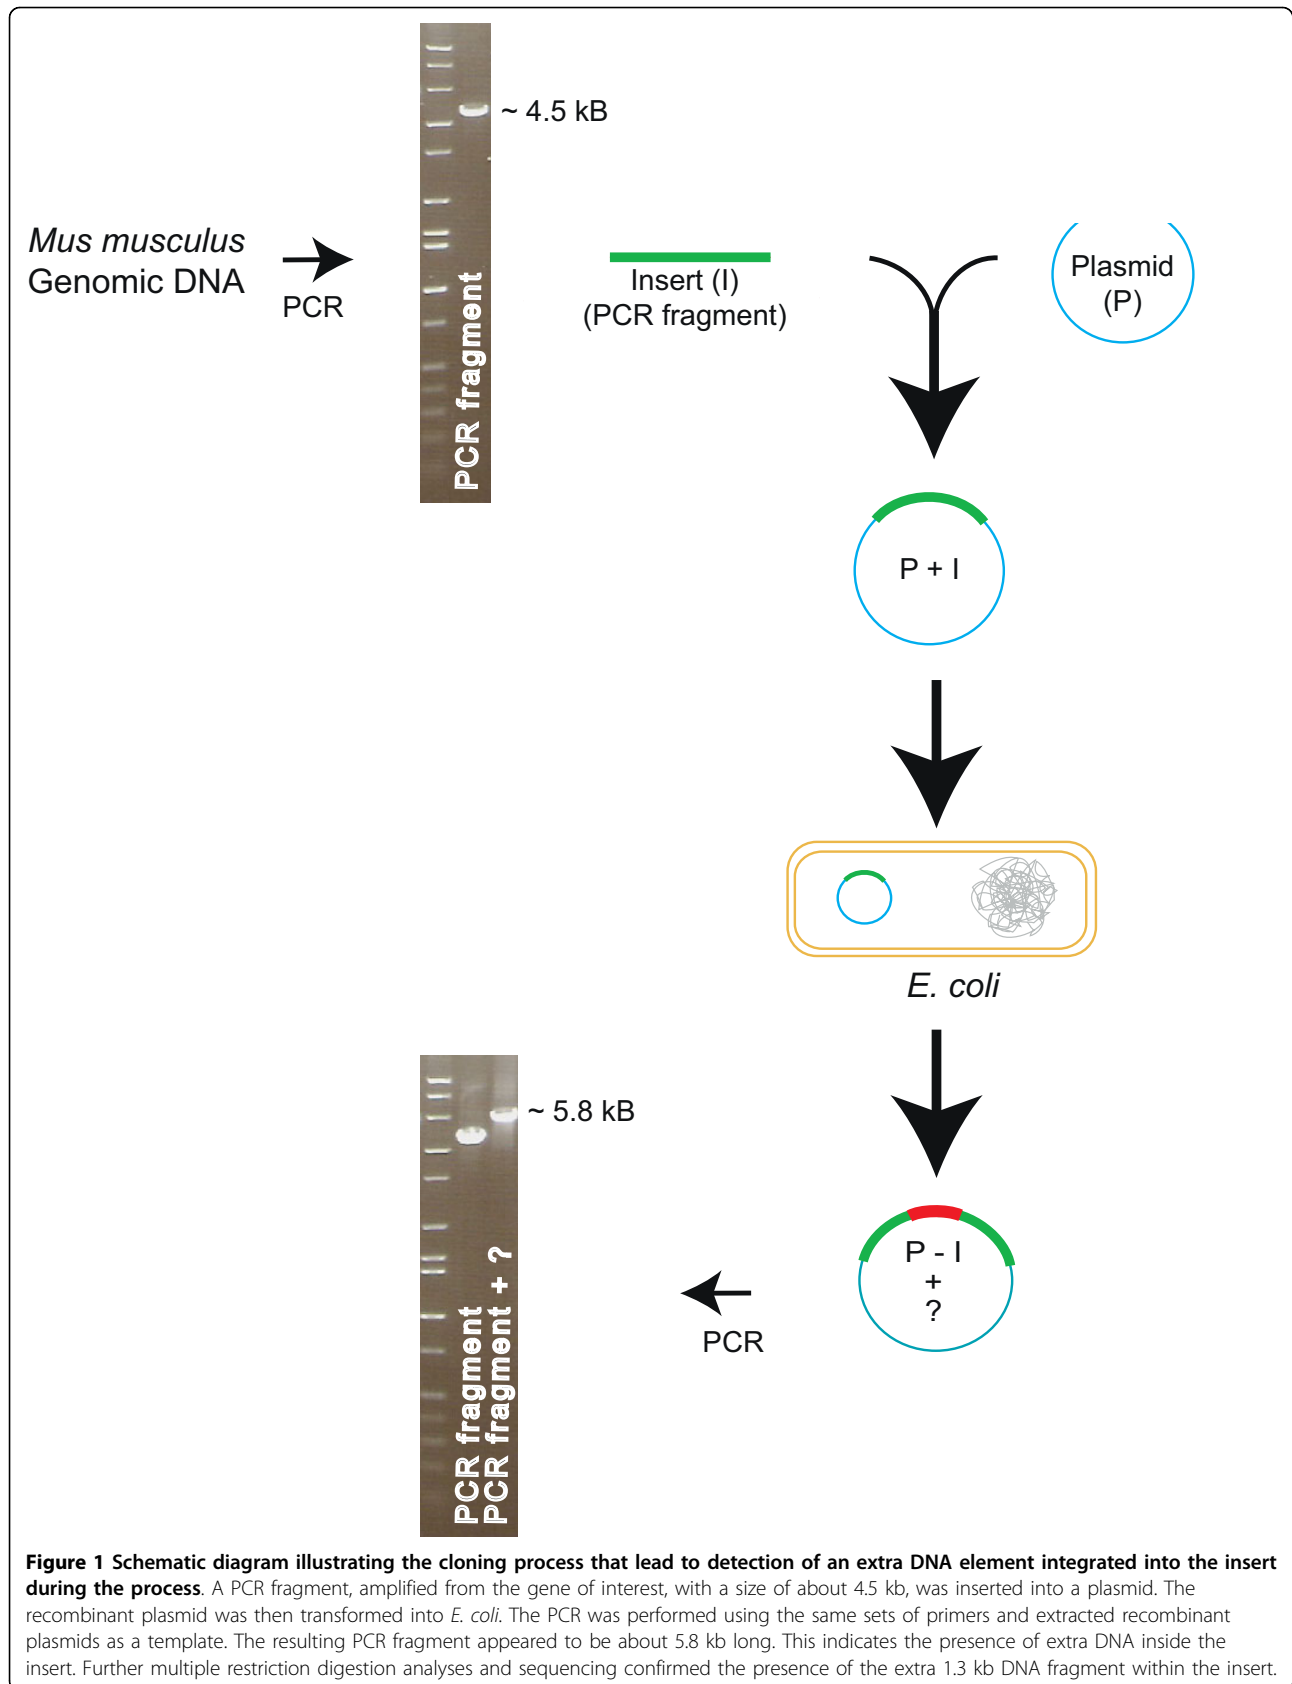 ~ 4.5 kB
Mus musculus
Genomic DNA
PCR
PCR fragment
Insert (I)
(PCR fragment)
Plasmid
(P)
P + I
E. coli
~ 5.8 kB
P - I
+
?
PCR
PCR fragment
PCR fragment + ?
Figure 1 Schematic diagram illustrating the cloning process that lead to detection of an extra DNA element integrated into the insert
during the process. A PCR fragment, amplified from the gene of interest, with a size of about 4.5 kb, was inserted into a plasmid. The
recombinant plasmid was then transformed into E. coli. The PCR was performed using the same sets of primers and extracted recombinant
plasmids as a template. The resulting PCR fragment appeared to be about 5.8 kb long. This indicates the presence of extra DNA inside the
insert. Further multiple restriction digestion analyses and sequencing confirmed the presence of the extra 1.3 kb DNA fragment within the insert.